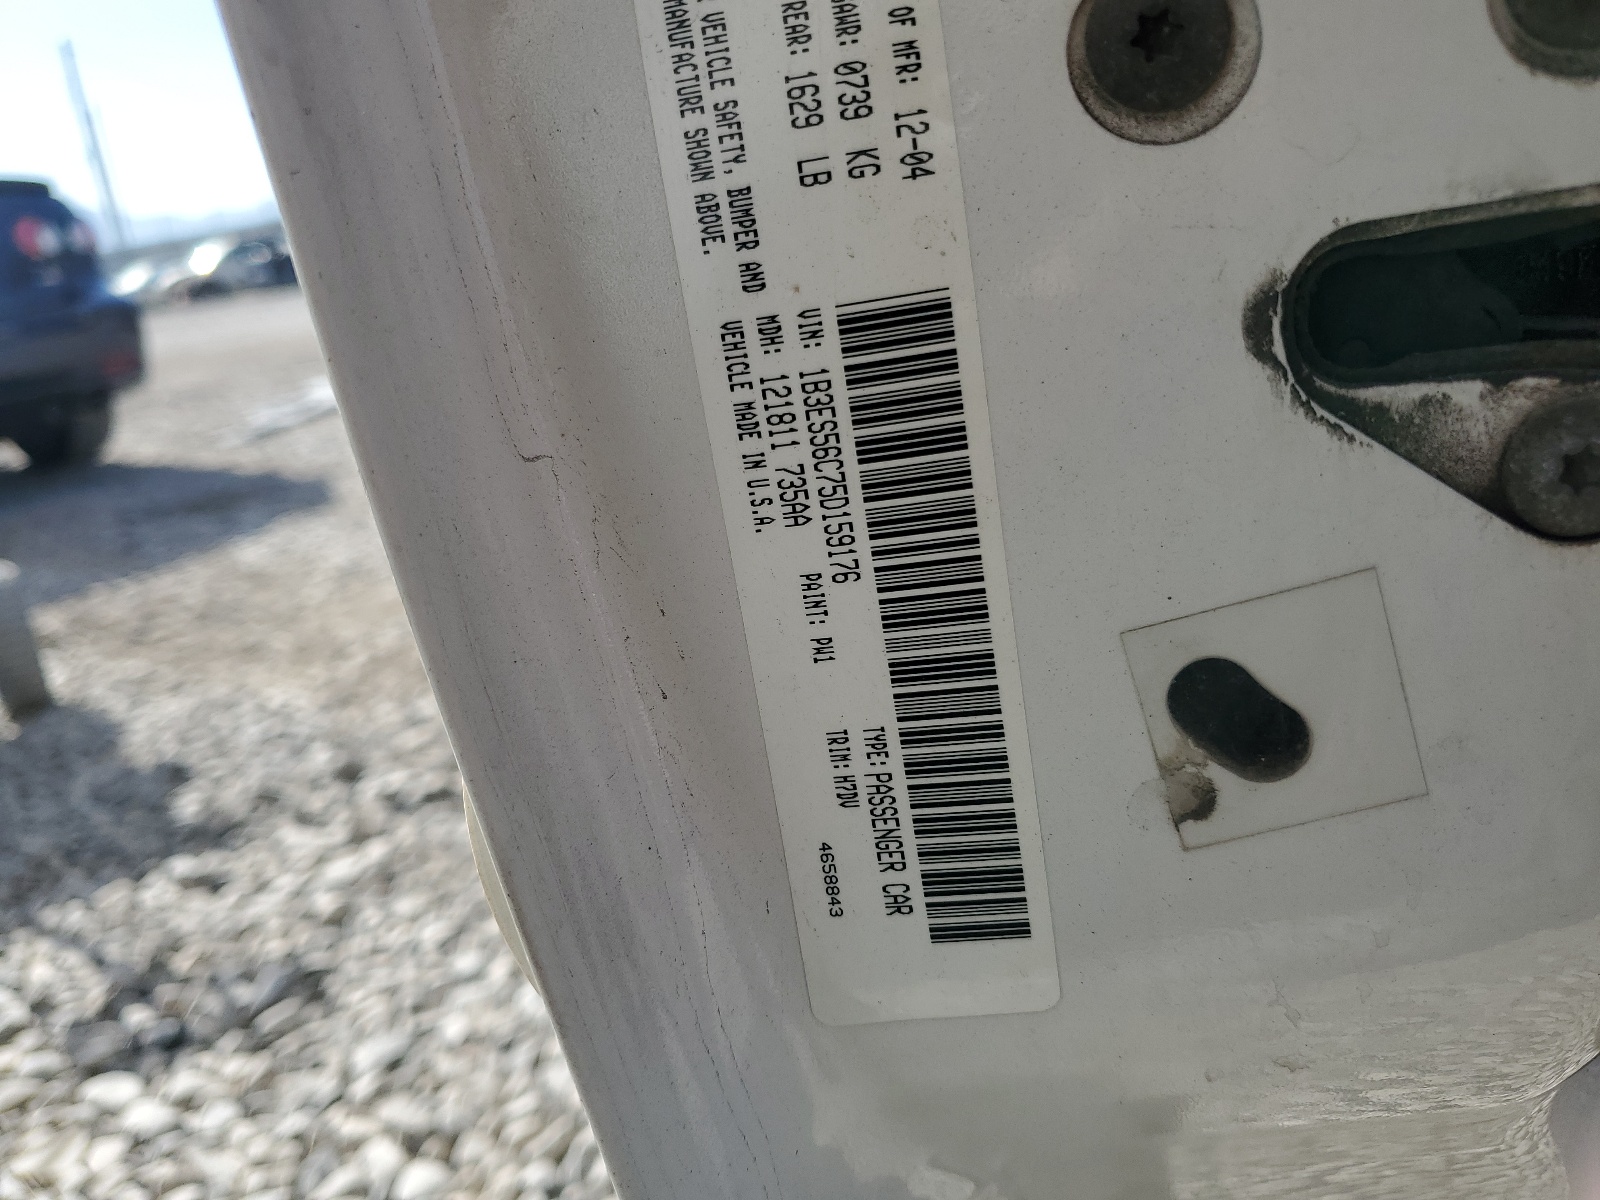 OF MFR: 12-04
GAWR: 0739 KG
REAR: 1629 LB
VEHICLE SAFETY, BUMPER AND
MANUFACTURE SHOWN ABOVE.
VIN: 1B3ES56C75D159176
TYPE: PASSENGER CAR
MDH: 121811 735AA
PAINT: PW1
TRIM: H7DV
VEHICLE MADE IN U.S.A.
4658843